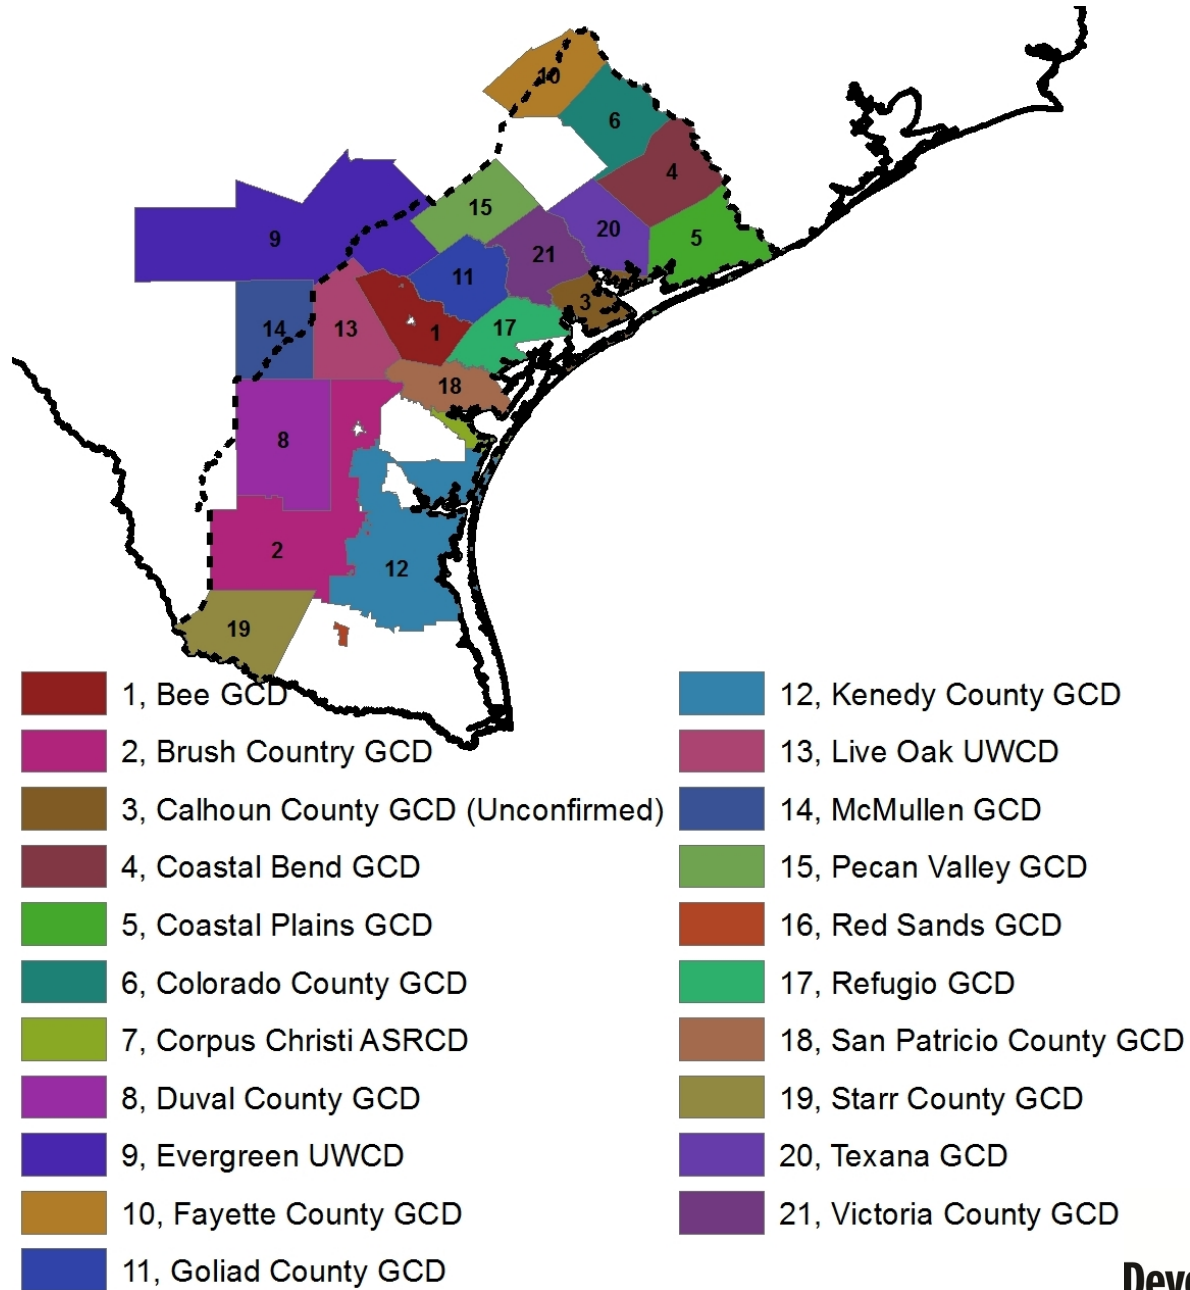 10
6
4
15
20
9
5
21
11
3
14
13
17
1
18
8
2
12
19
1, Bee GCD
2, Brush Country GCD
3, Calhoun County GCD (Unconfirmed)
4, Coastal Bend GCD
5, Coastal Plains GCD
6, Colorado County GCD
7, Corpus Christi ASRCD
8, Duval County GCD
9, Evergreen UWCD
10, Fayette County GCD
11, Goliad County GCD
12, Kenedy County GCD
13, Live Oak UWCD
14, McMullen GCD
15, Pecan Valley GCD
16, Red Sands GCD
17, Refugio GCD
18, San Patricio County GCD
19, Starr County GCD
20, Texana GCD
21, Victoria County GCD